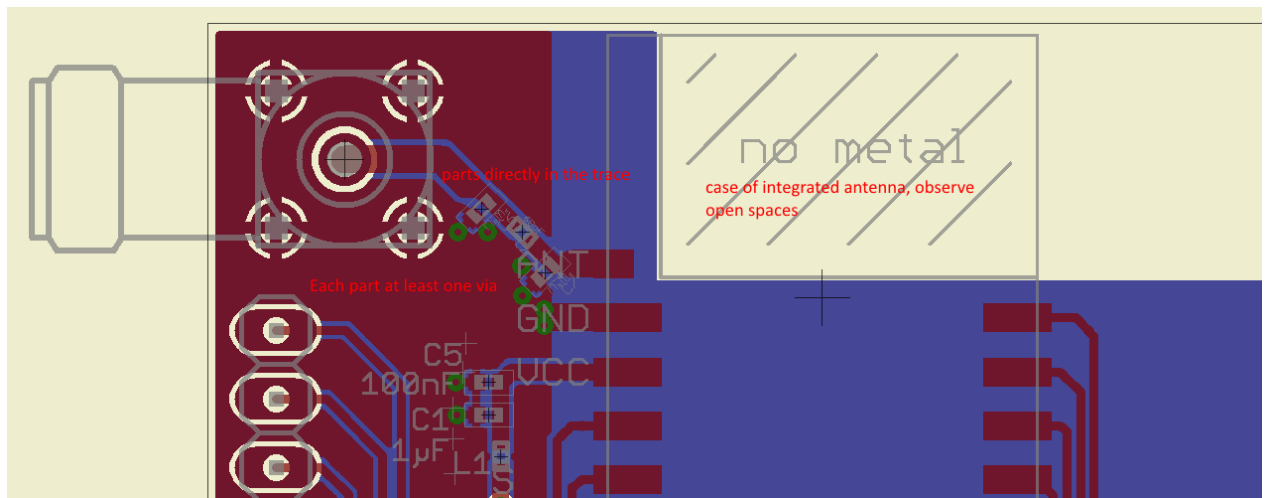 no metal
parts directly in the trace
case of integrated antenna, observe
open spaces
ANT
Each part at least one via
GND
C5
VCC
100nF
C1
1µF
L1